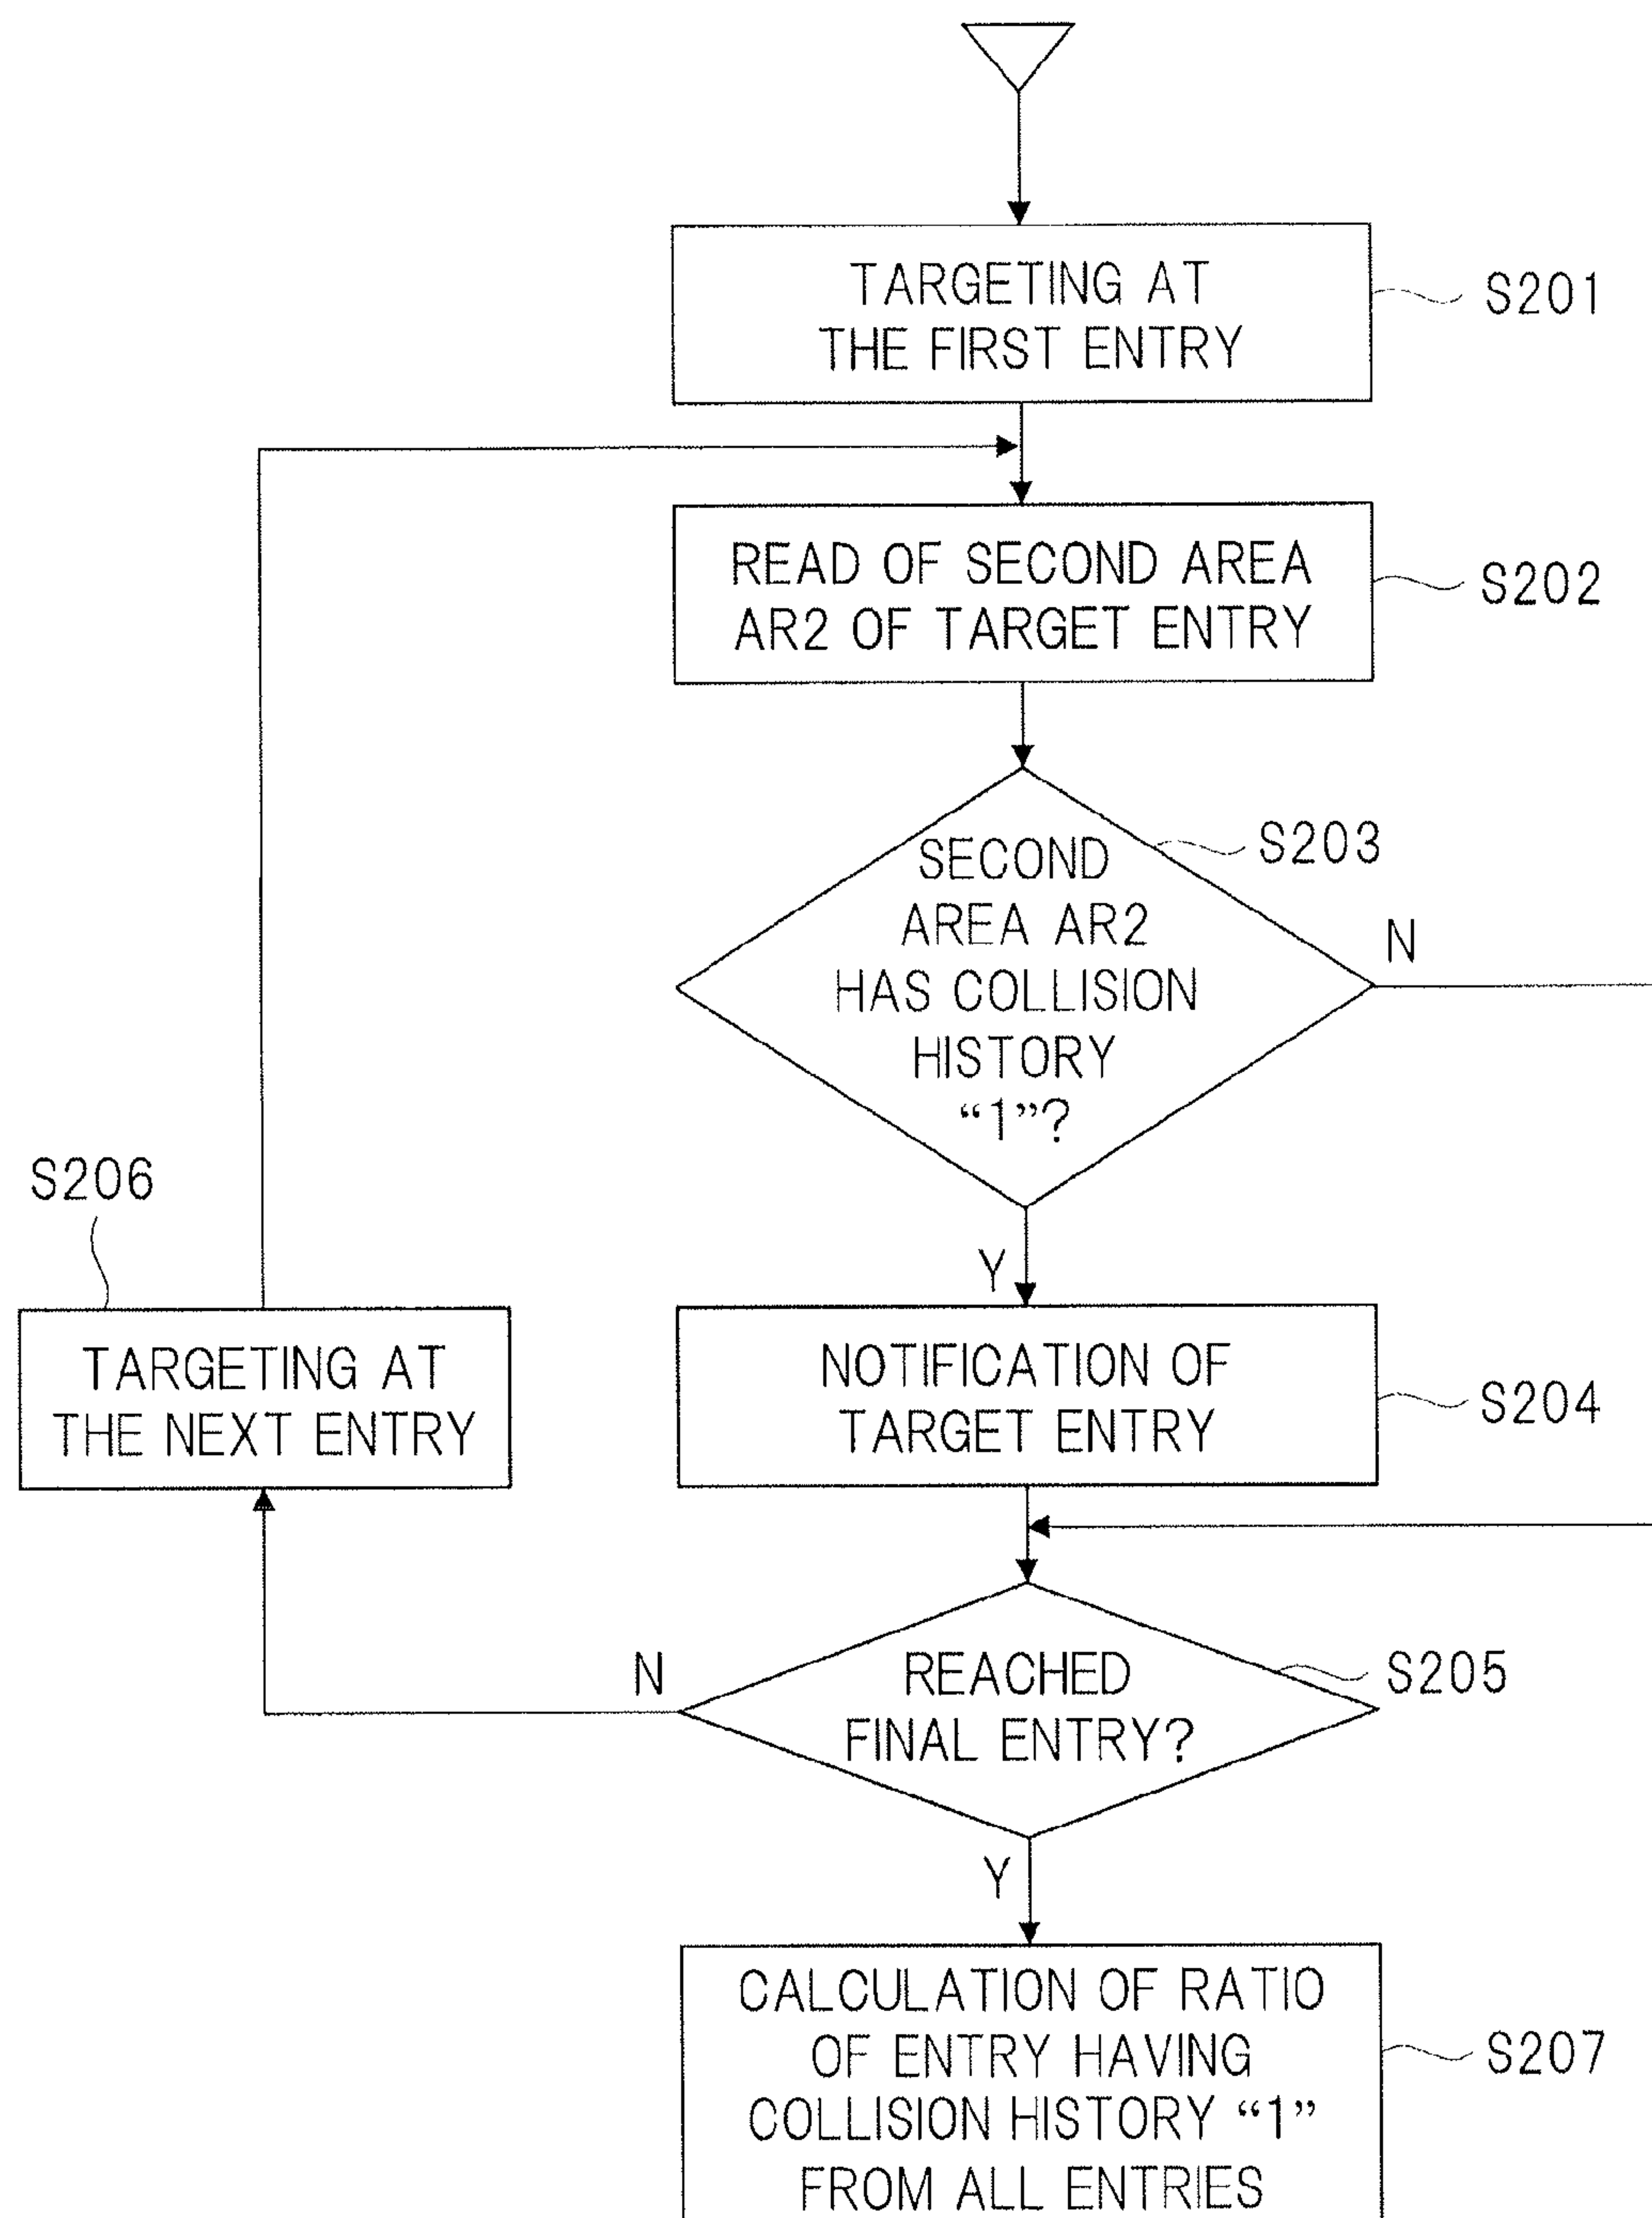 TARGETING AT
THE FIRST ENTRY
S201
READ OF SECOND AREA
AR2 OF TARGET ENTRY
S202
SECOND
AREA AR2
HAS COLLISION
HISTORY
“1”?
S203
N
Y
S206
TARGETING AT
THE NEXT ENTRY
NOTIFICATION OF
TARGET ENTRY
S204
REACHED
FINAL ENTRY?
S205
N
Y
CALCULATION OF RATIO
OF ENTRY HAVING
COLLISION HISTORY “1”
FROM ALL ENTRIES
S207